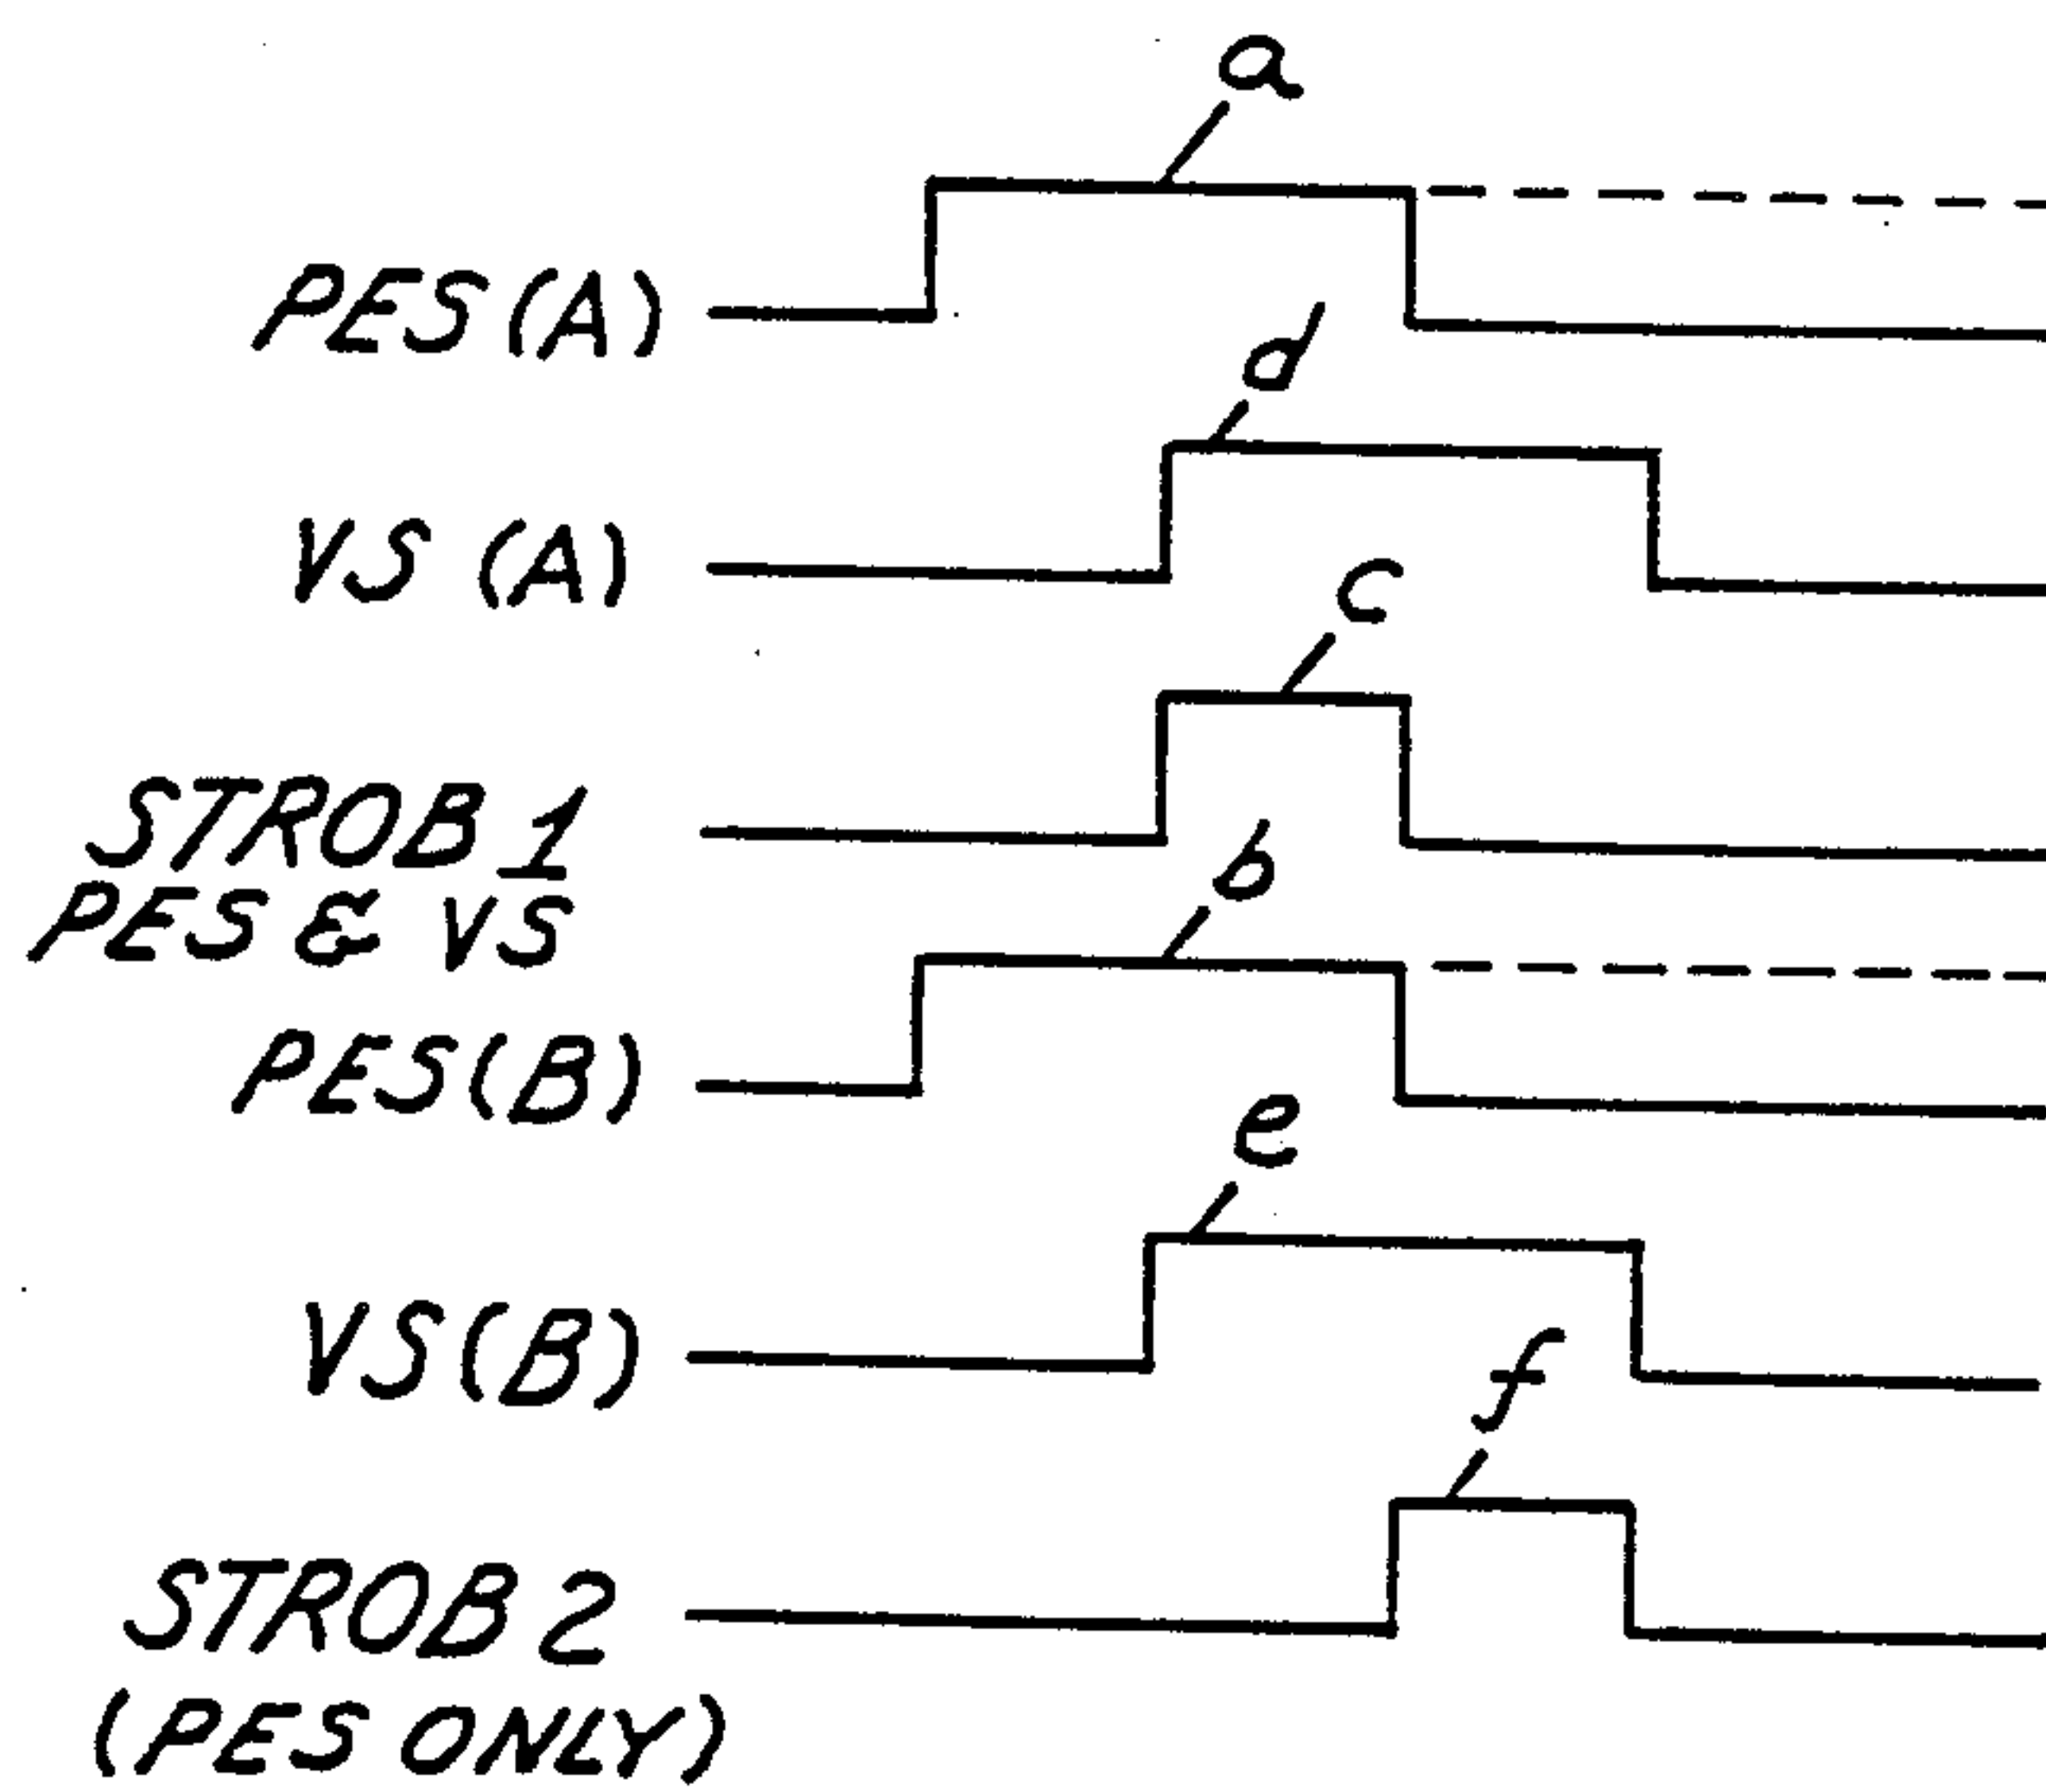 a
PES(A)
d
VS (A)
c
STROB 1
PES & VS
b
PES(B)
e
VS(B)
f
STROB 2
(PES ONLY)